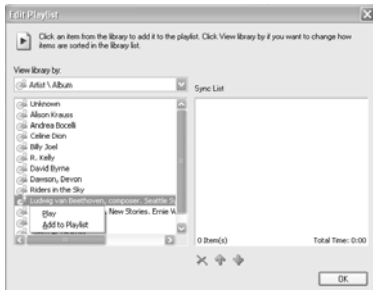 Edit Playlist
Click an item from the library to add it to the playlist. Click View library by if you want to change how
items are sorted in the library list.
View library by:
Artist \ Album
Sync List
Unknown
Alison Krauss
Andrea Bocelli
Celine Dion
Billy Joel
R. Kelly
David Byrne
Dawson, Devon
Riders in the Sky
Ludwig van Beethoven, composer. Seattle S
Play
New Stories. Ernie W
Add to Playlist
0 Item(s)
Total Time: 0:00
OK